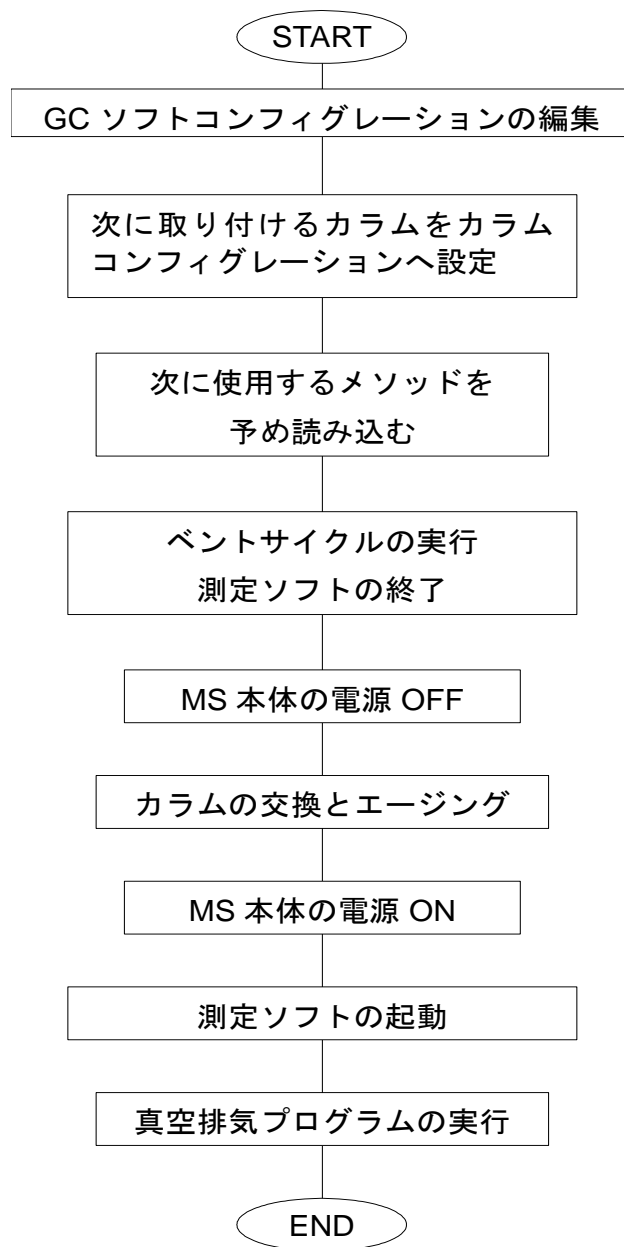 START
GC ソフトコンフィグレーションの編集
次に取り付けるカラムをカラム
コンフィグレーションへ設定
次に使用するメソッドを
予め読み込む
ベントサイクルの実行
測定ソフトの終了
MS 本体の電源 OFF
カラムの交換とエージング
MS 本体の電源 ON
測定ソフトの起動
真空排気プログラムの実行
END